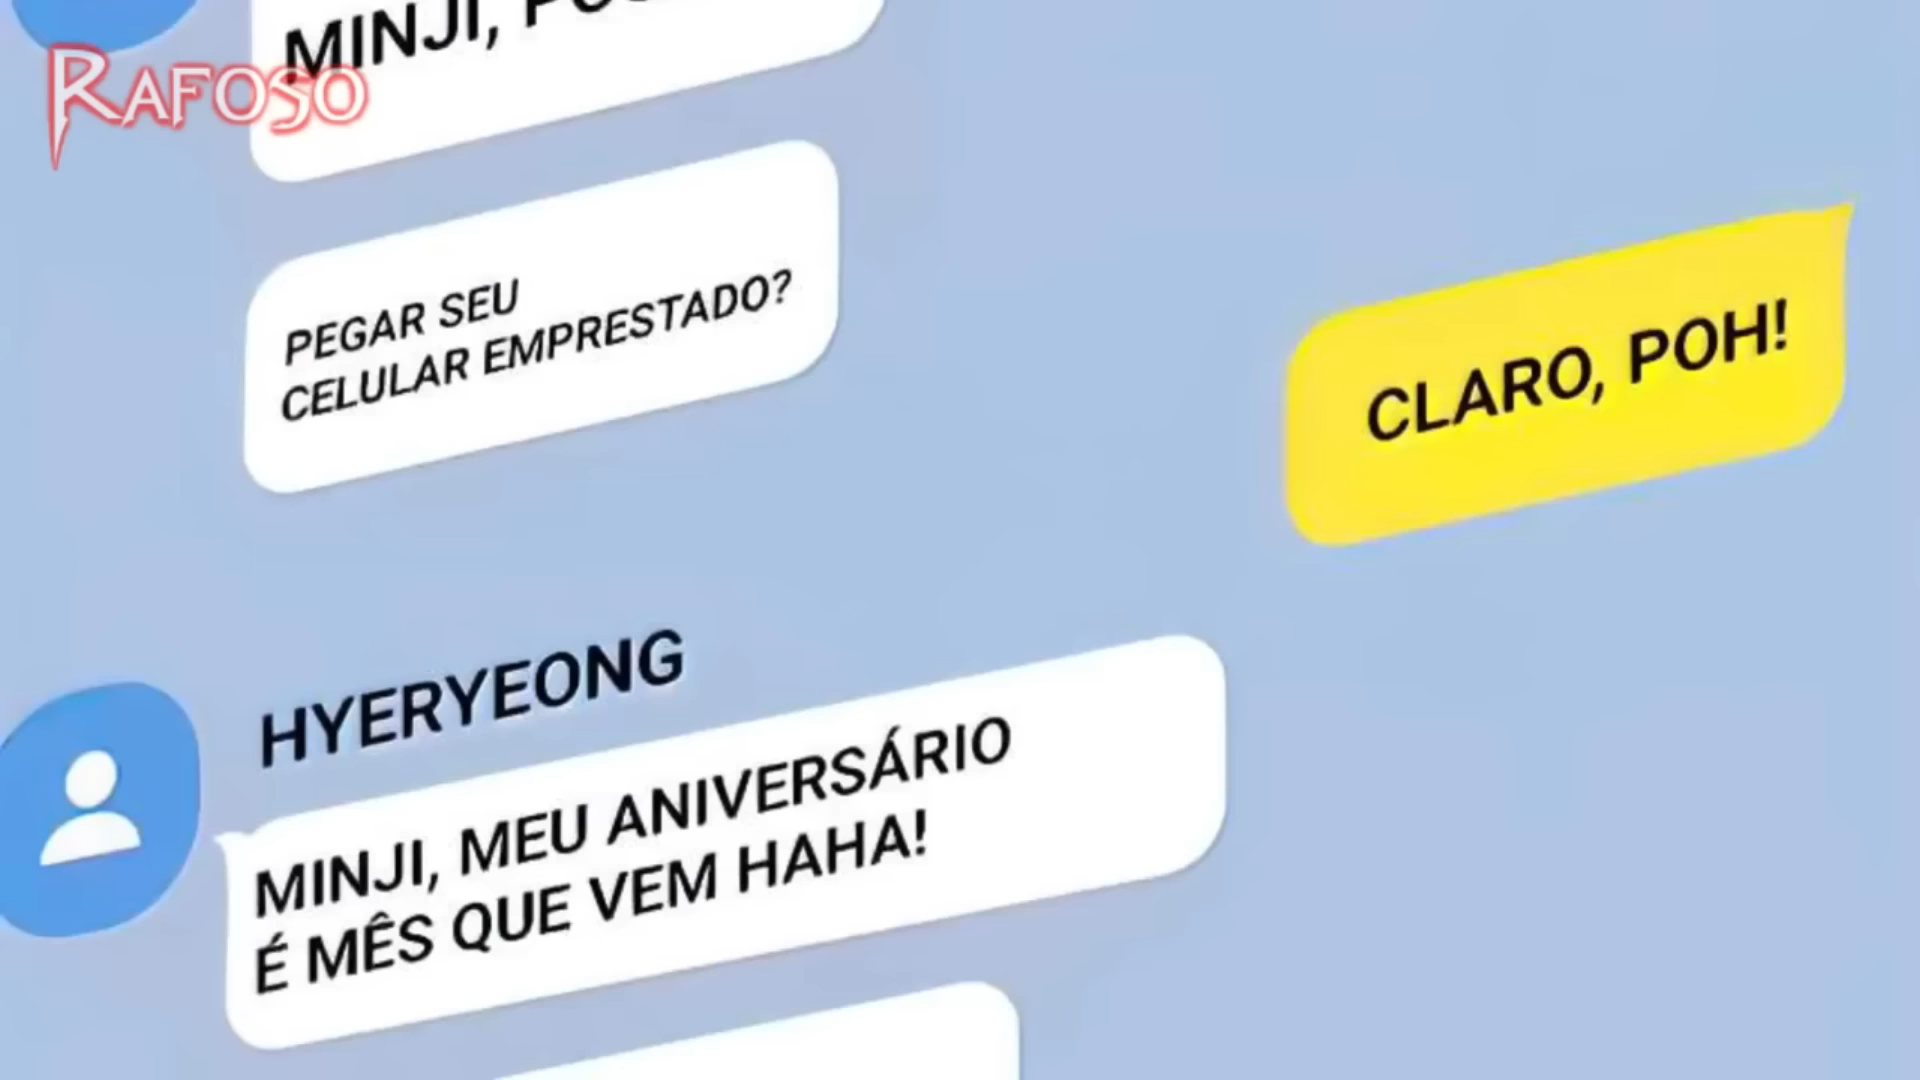 MINJI,
RAFOSO
PEGAR SEU
CELULAR EMPRESTADO?
CLARO, POH!
HYERYEONG
MINJI, MEU ANIVERSÁRIO
É MÊS QUE VEM HAHA!